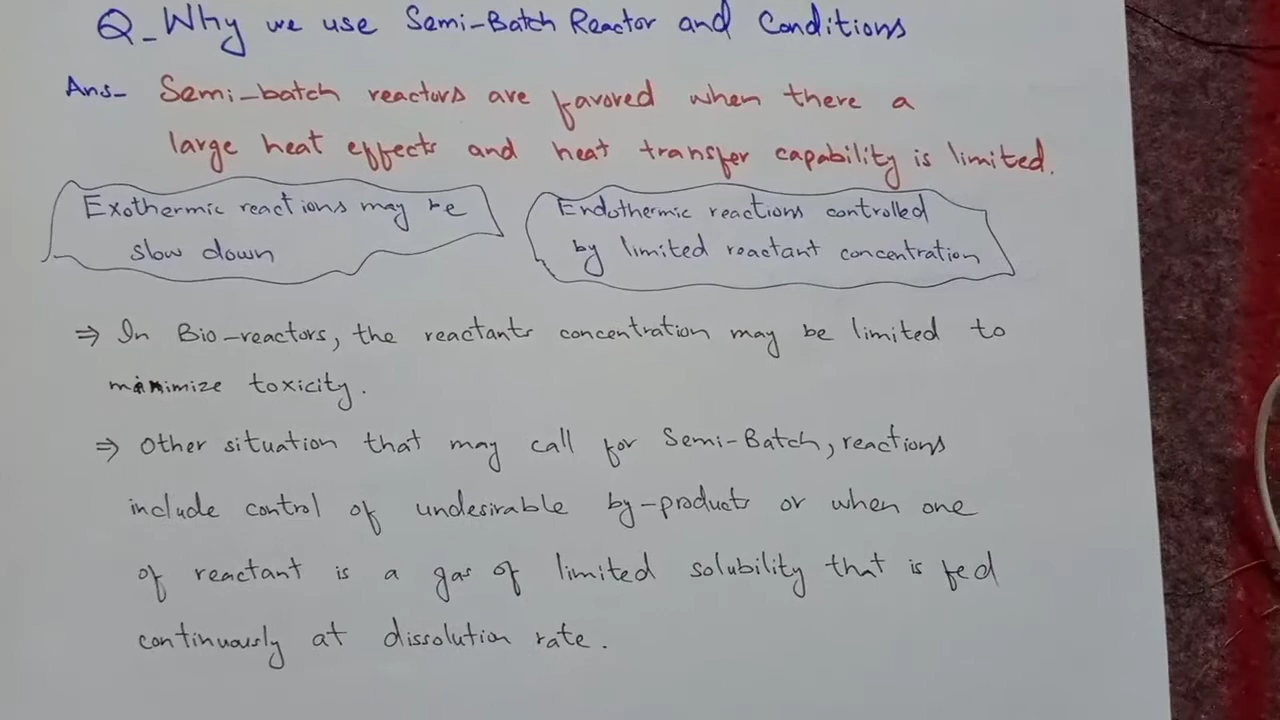 Q_Why we use Semi-Batch Reactor and Conditions
Ans- Semi-batch reactors are favored when there a
large heat effects and heat transfer capability is limited.
Exothermic reactions may be
slow down
Endothermic reactions controlled
by limited reactant concentration
⇒ In Bio-reactors, the reactants concentration may be limited to
minimize toxicity.
⇒ Other situation that may call for Semi-Batch, reactions
include control of undesirable by-products or when one
of reactant is a gas of limited solubility that is fed
continuously at dissolution rate.